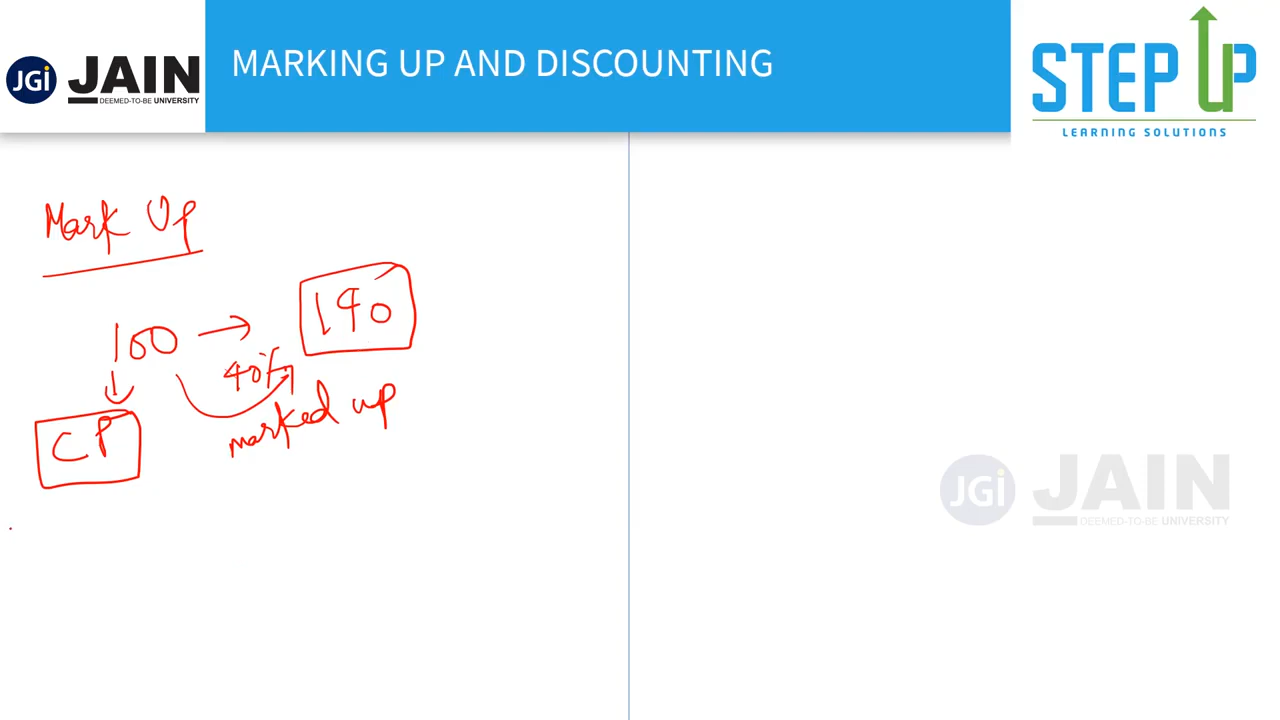 JGi JAIN
DEEMED-TO-BE UNIVERSITY
MARKING UP AND DISCOUNTING
STEP UP
LEARNING SOLUTIONS
Mark Up
100 → 140
40%
marked up
CP
JGi JAIN
DEEMED-TO-BE UNIVERSITY